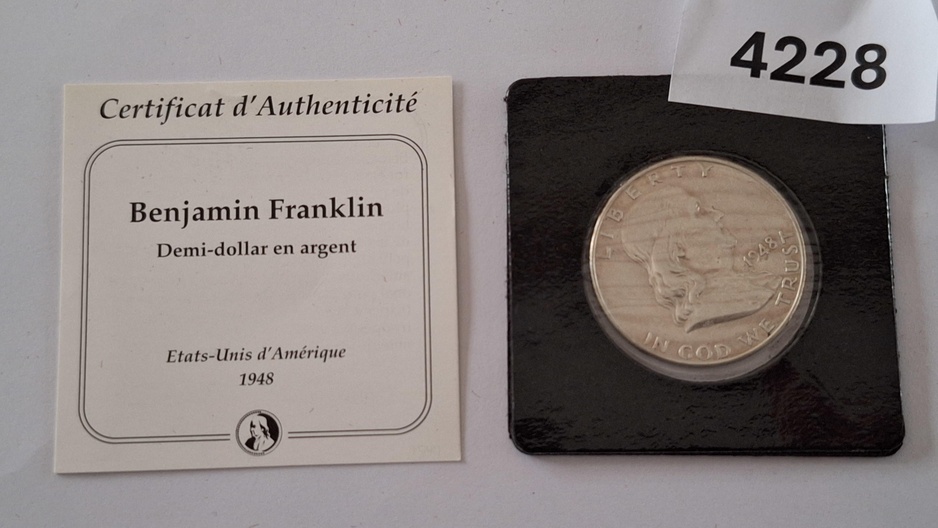 Certificat d'Authenticité
Benjamin Franklin
Demi-dollar en argent
Etats-Unis d'Amérique
1948
4228
LIBERTY
1948
IN GOD WE TRUST